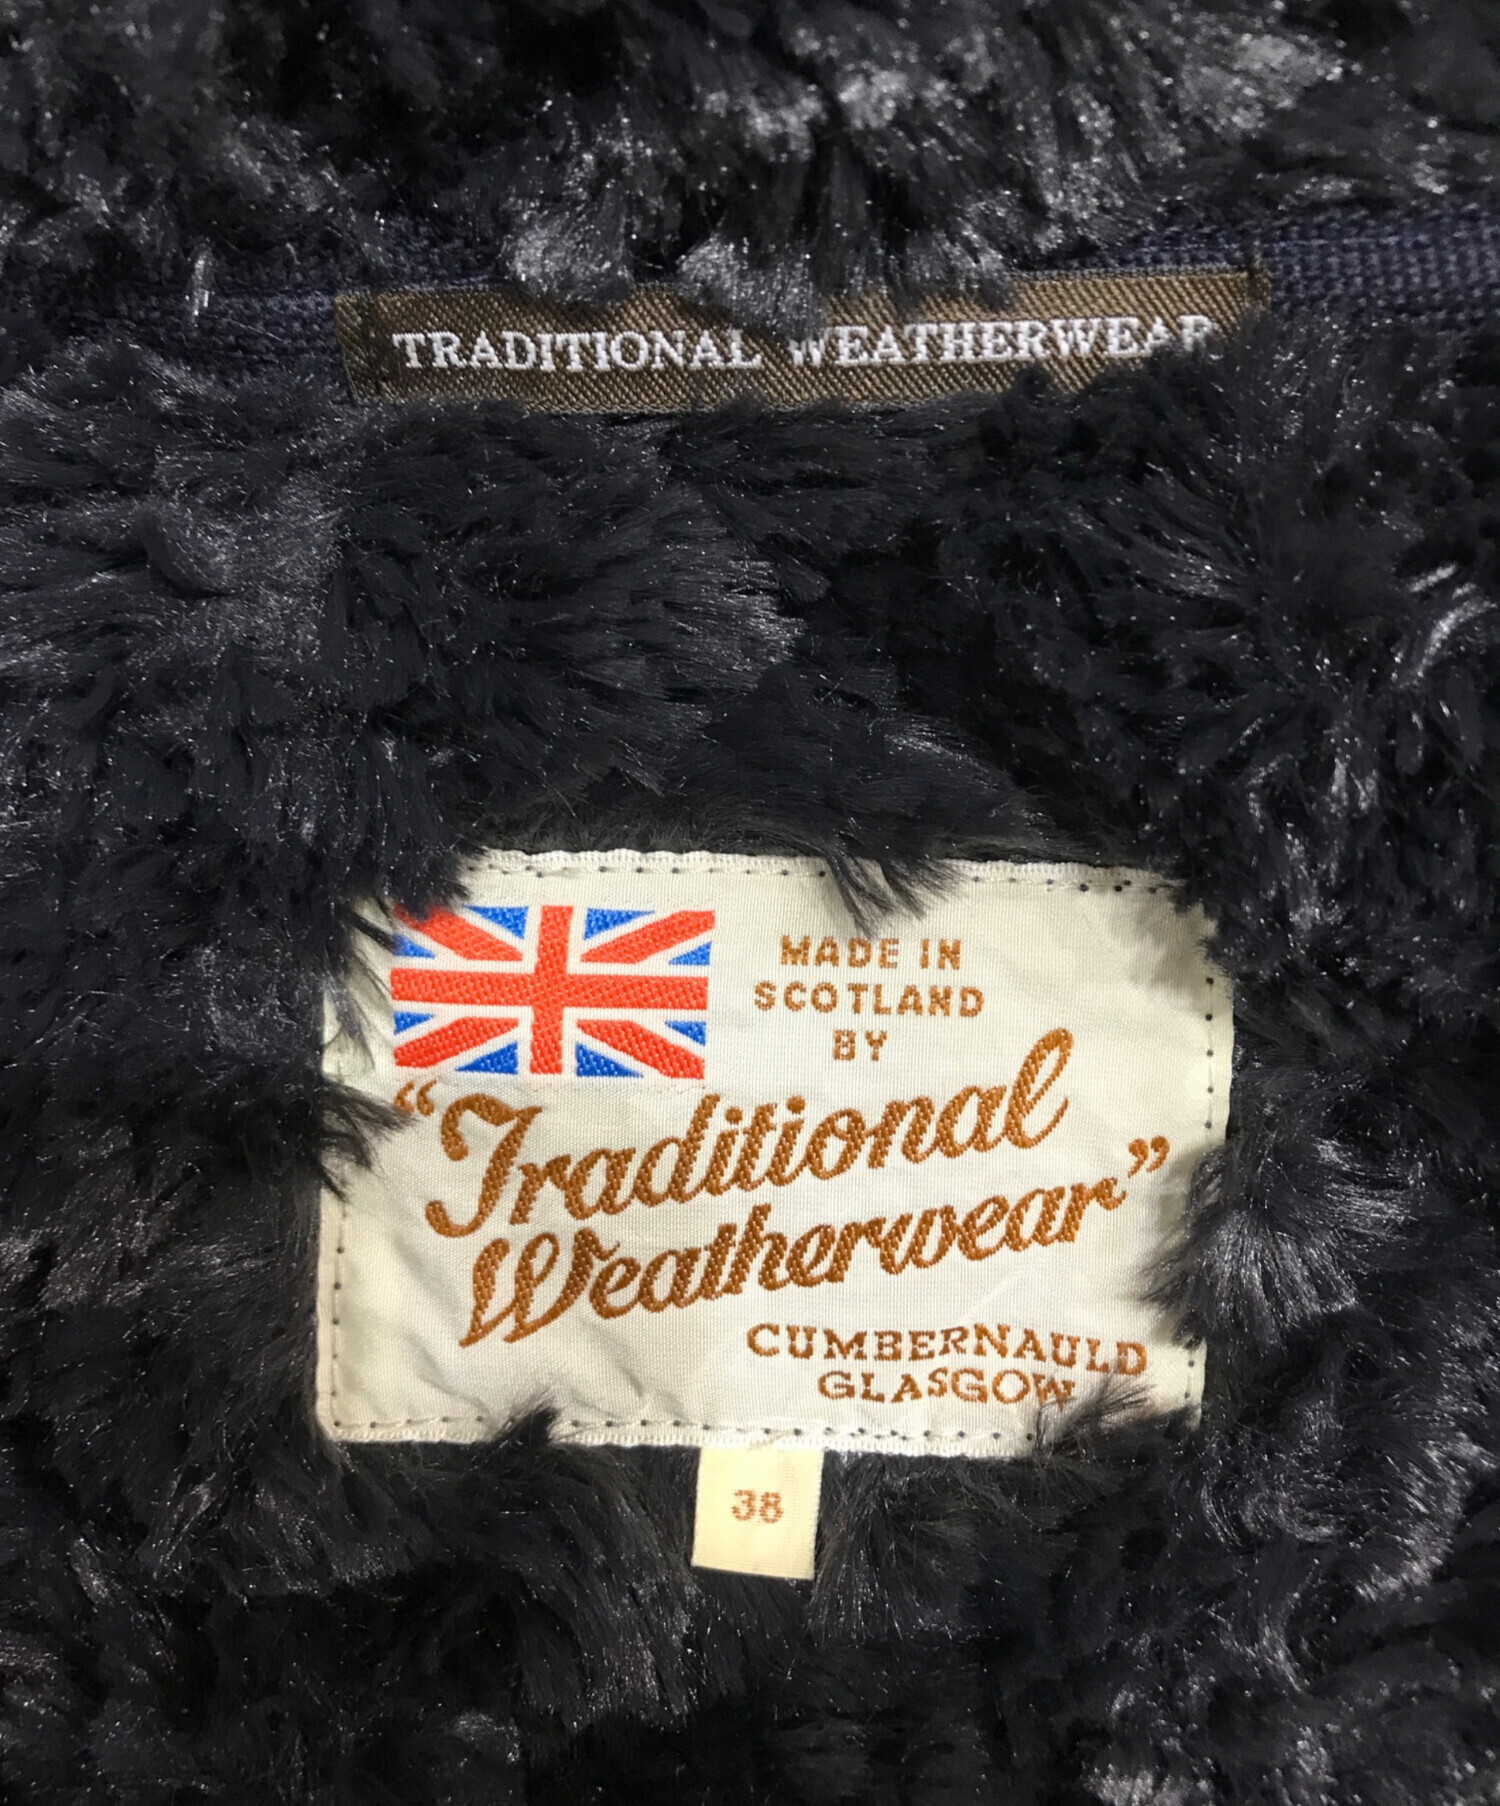 TRADITIONAL WEATHERWEAR
MADE IN
SCOTLAND
BY
“Traditional
Weatherwear”
CUMBERNAULD
GLASGOW
38